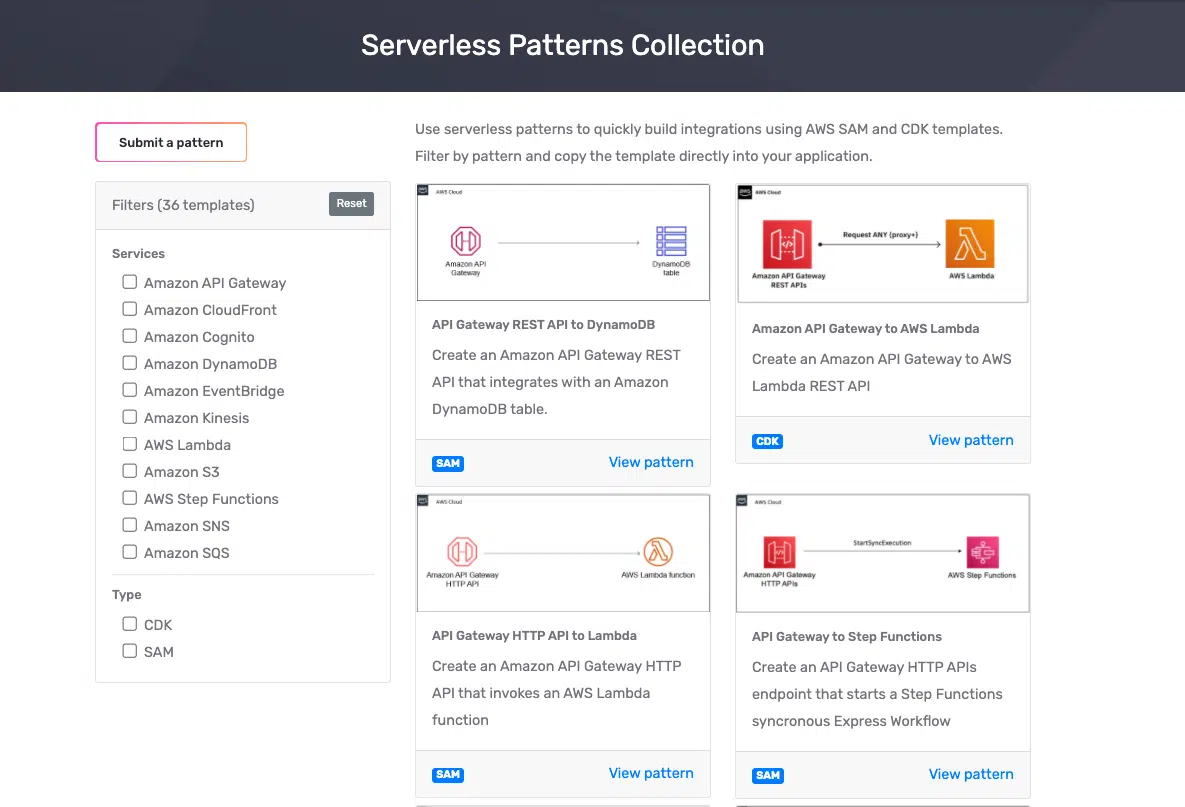 Serverless Patterns Collection
Submit a pattern
Filters (36 templates)
Reset
Services
Amazon API Gateway
Amazon CloudFront
Amazon Cognito
Amazon DynamoDB
Amazon EventBridge
Amazon Kinesis
AWS Lambda
Amazon S3
AWS Step Functions
Amazon SNS
Amazon SQS
Type
CDK
SAM
Use serverless patterns to quickly build integrations using AWS SAM and CDK templates.
Filter by pattern and copy the template directly into your application.
AWS Cloud
Amazon API
Gateway
DynamoDB
table
API Gateway REST API to DynamoDB
Create an Amazon API Gateway REST
API that integrates with an Amazon
DynamoDB table.
SAM
View pattern
aws
AWS Cloud
Request ANY (proxy+)
Amazon API Gateway
REST APIs
AWS Lambda
Amazon API Gateway to AWS Lambda
Create an Amazon API Gateway to AWS
Lambda REST API
CDK
View pattern
AWS Cloud
Amazon API Gateway
HTTP API
AWS Lambda function
API Gateway HTTP API to Lambda
Create an Amazon API Gateway HTTP
API that invokes an AWS Lambda
function
SAM
View pattern
AWS Cloud
StartSyncExecution
Amazon API Gateway
HTTP APIs
AWS Step Functions
API Gateway to Step Functions
Create an API Gateway HTTP APIs
endpoint that starts a Step Functions
syncronous Express Workflow
SAM
View pattern